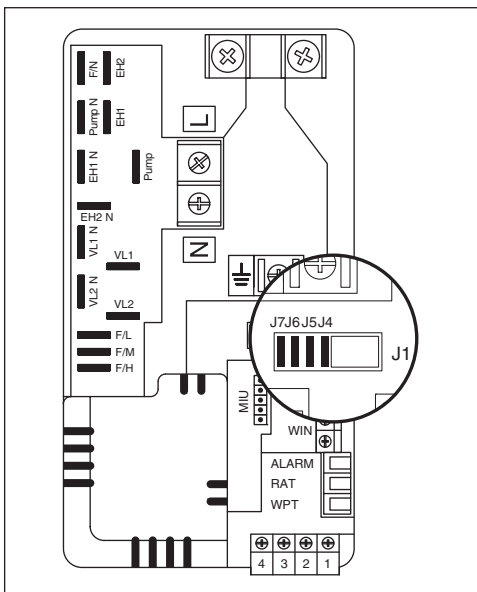 F/N
EH2
Pump N
EH1
L
EH1 N
Pump
EH2 N
VL1 N
VL1
N
VL2 N
VL2
F/L
F/M
F/H
J7J6J5J4
J1
MIU
WIN
ALARM
RAT
WPT
4 3 2 1